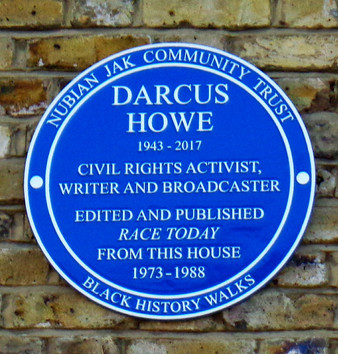 NUBIAN JAK COMMUNITY TRUST
DARCUS
HOWE
1943 - 2017
CIVIL RIGHTS ACTIVIST,
WRITER AND BROADCASTER
EDITED AND PUBLISHED
RACE TODAY
FROM THIS HOUSE
1973 - 1988
BLACK HISTORY WALKS